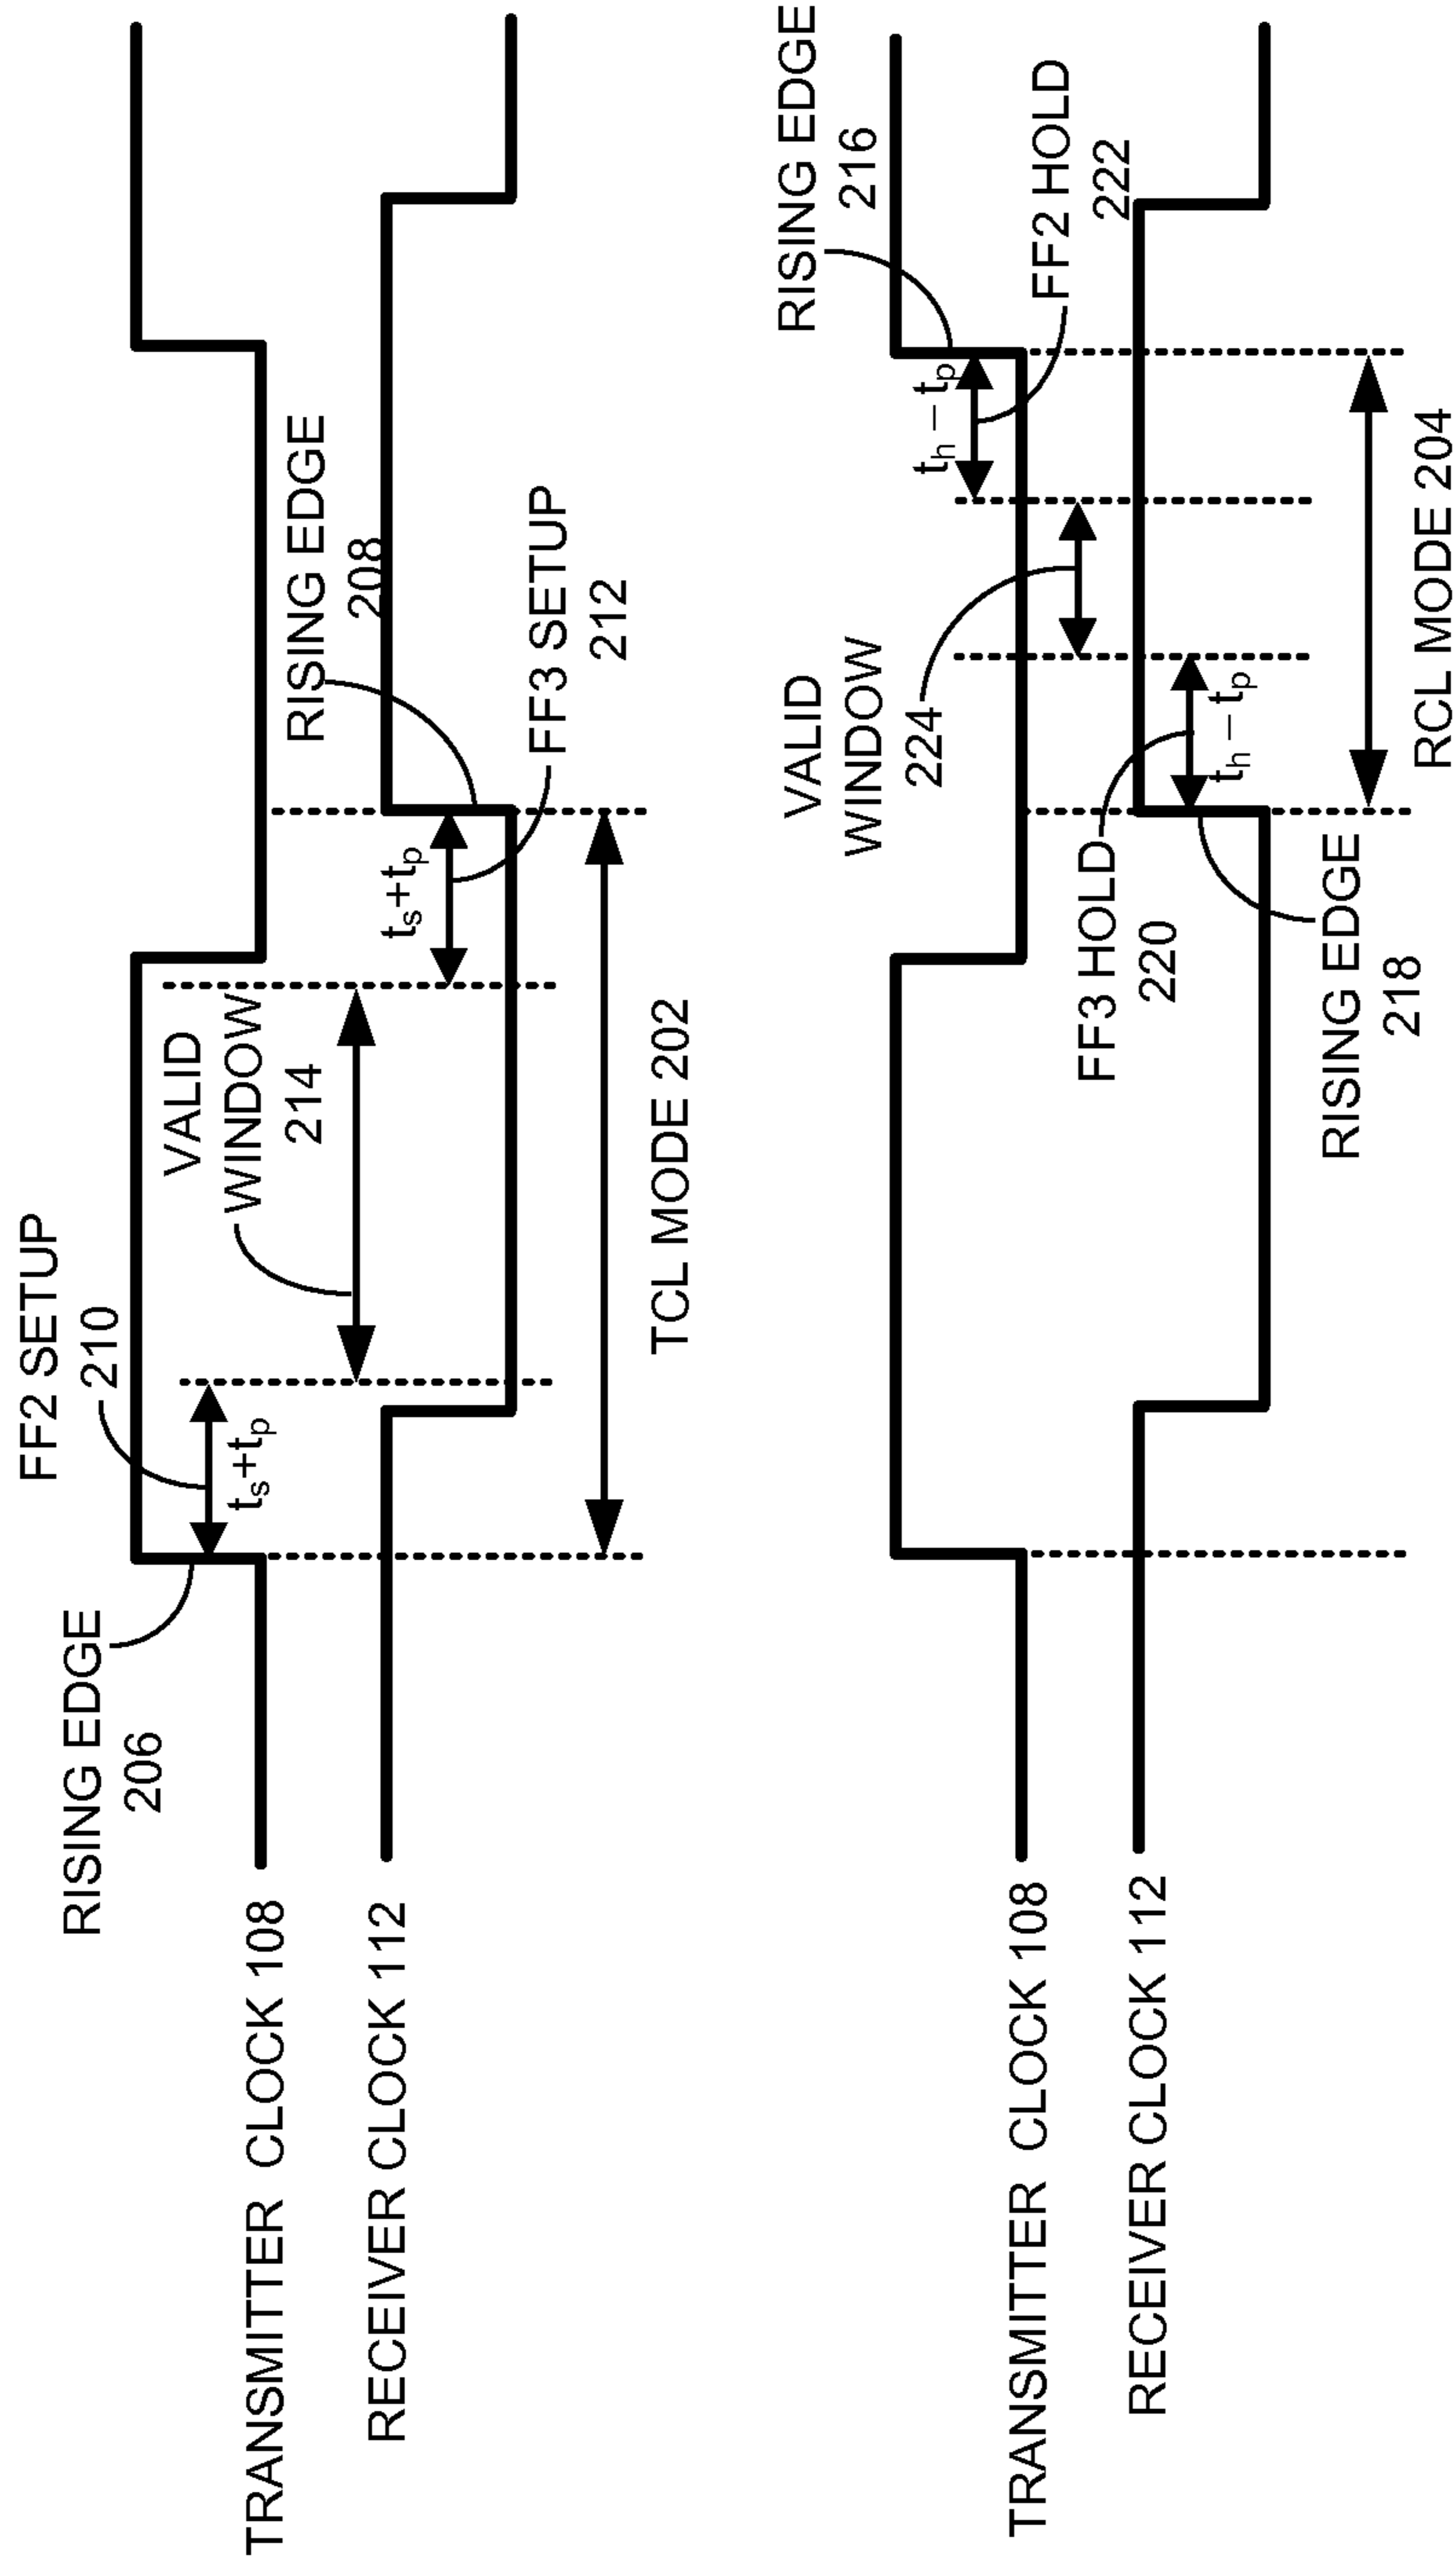 RISING EDGE
206
FF2 SETUP
210
tₛ+tₚ
VALID
WINDOW
214
tₛ+tₚ
RISING EDGE
208
FF3 SETUP
212
TRANSMITTER CLOCK 108
RECEIVER CLOCK 112
TCL MODE 202
VALID
WINDOW
224
RISING EDGE
216
tₕ – tₚ
FF2 HOLD
222
TRANSMITTER CLOCK 108
RECEIVER CLOCK 112
FF3 HOLD
220
tₕ – tₚ
RISING EDGE
218
RCL MODE 204